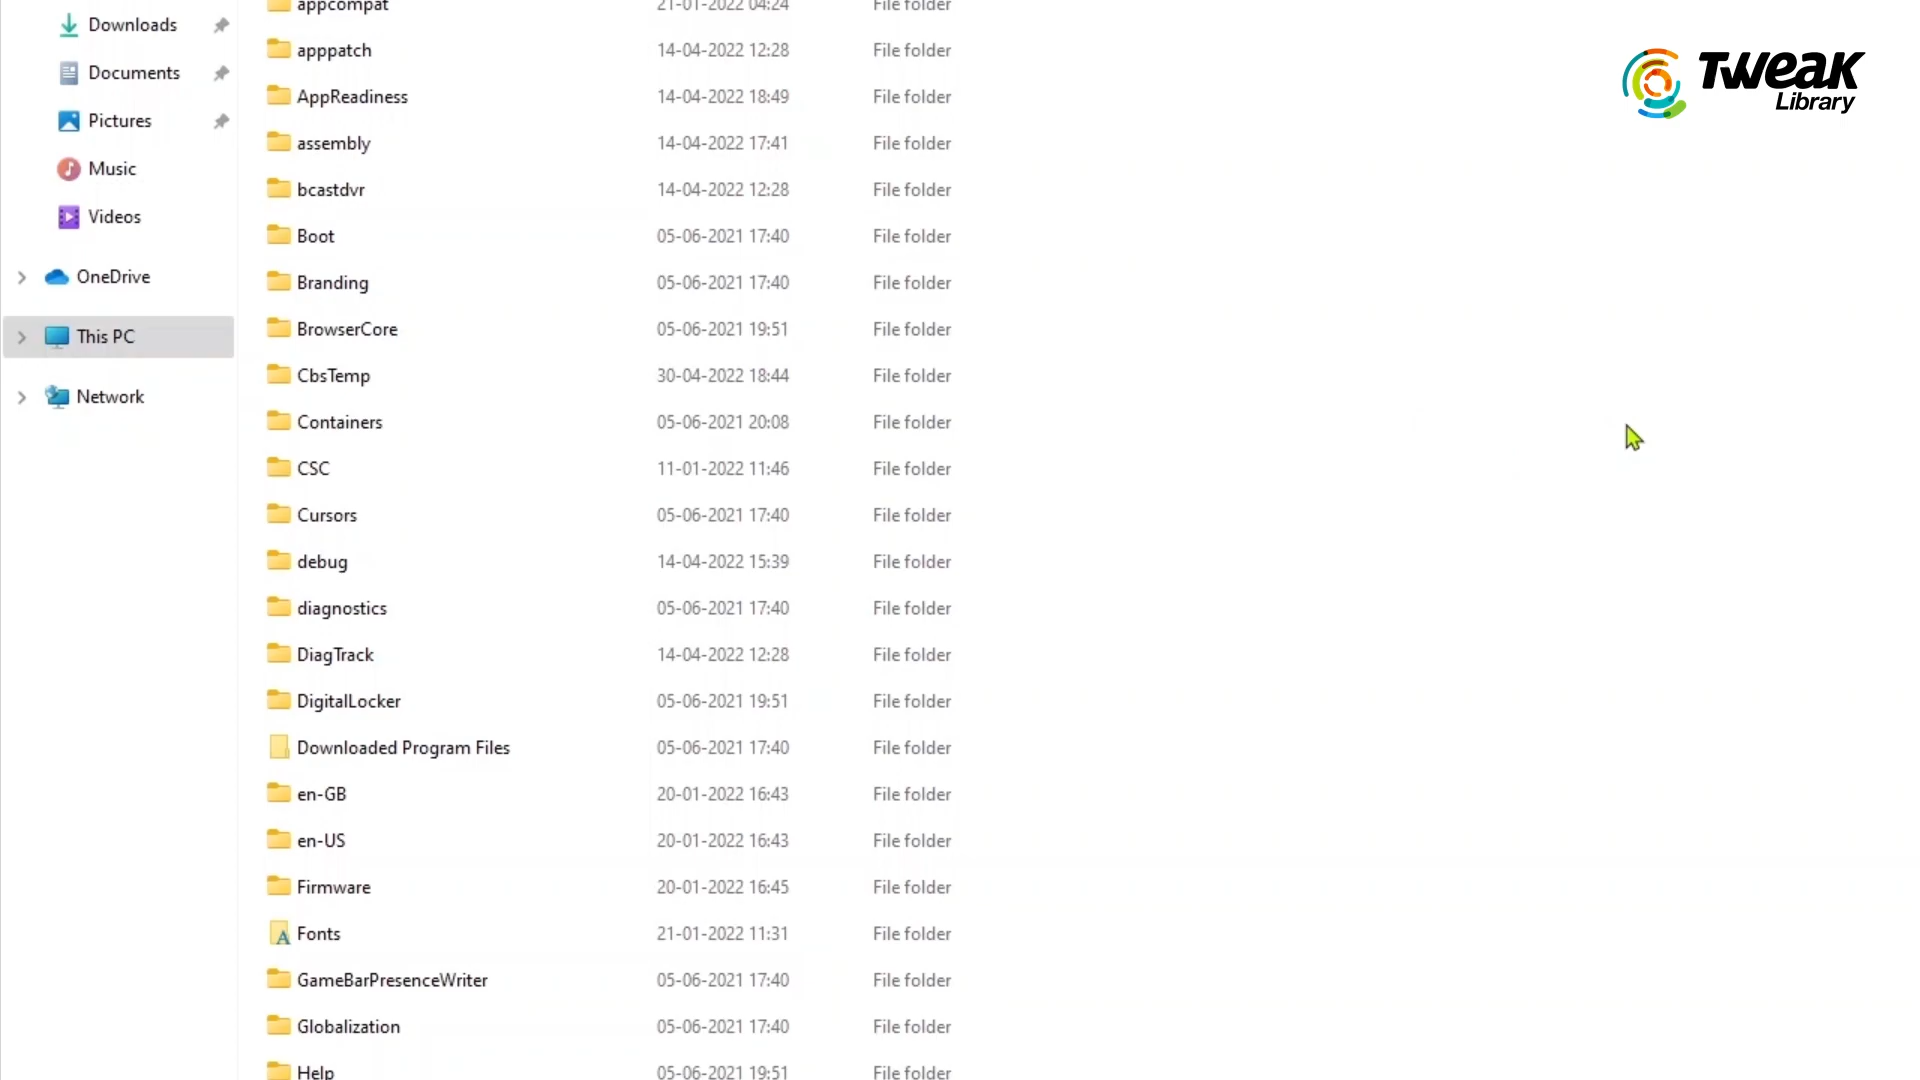 appcompat 21-01-2022 04:24 File folder
Downloads
apppatch 14-04-2022 12:28 File folder
TWeaK
Library
Documents
AppReadiness 14-04-2022 18:49 File folder
Pictures
assembly 14-04-2022 17:41 File folder
Music
bcastdvr 14-04-2022 12:28 File folder
Videos
Boot 05-06-2021 17:40 File folder
OneDrive
Branding 05-06-2021 17:40 File folder
This PC
BrowserCore 05-06-2021 19:51 File folder
CbsTemp 30-04-2022 18:44 File folder
Network
Containers 05-06-2021 20:08 File folder
CSC 11-01-2022 11:46 File folder
Cursors 05-06-2021 17:40 File folder
debug 14-04-2022 15:39 File folder
diagnostics 05-06-2021 17:40 File folder
DiagTrack 14-04-2022 12:28 File folder
DigitalLocker 05-06-2021 19:51 File folder
Downloaded Program Files 05-06-2021 17:40 File folder
en-GB 20-01-2022 16:43 File folder
en-US 20-01-2022 16:43 File folder
Firmware 20-01-2022 16:45 File folder
Fonts 21-01-2022 11:31 File folder
GameBarPresenceWriter 05-06-2021 17:40 File folder
Globalization 05-06-2021 17:40 File folder
Help 05-06-2021 19:51 File folder